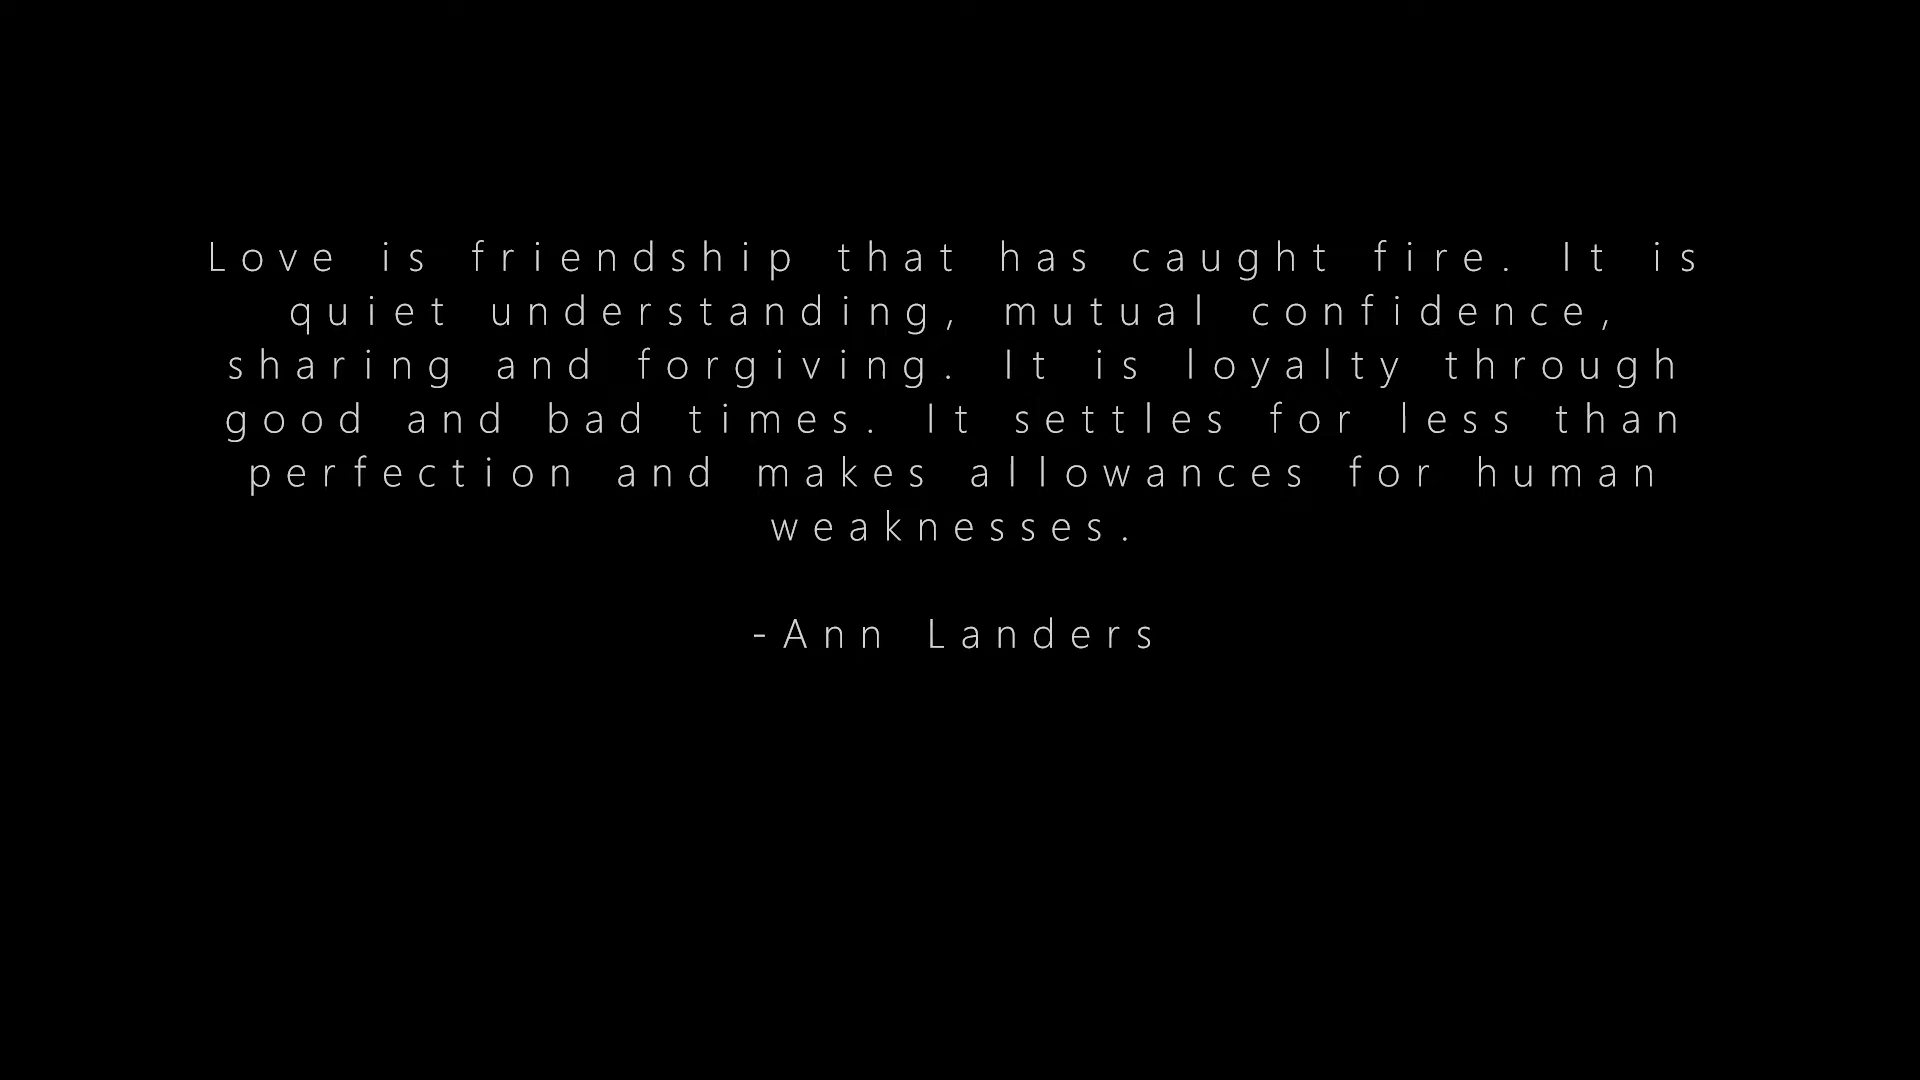 Love is friendship that has caught fire. It is
quiet understanding, mutual confidence,
sharing and forgiving. It is loyalty through
good and bad times. It settles for less than
perfection and makes allowances for human
weaknesses.
-Ann Landers